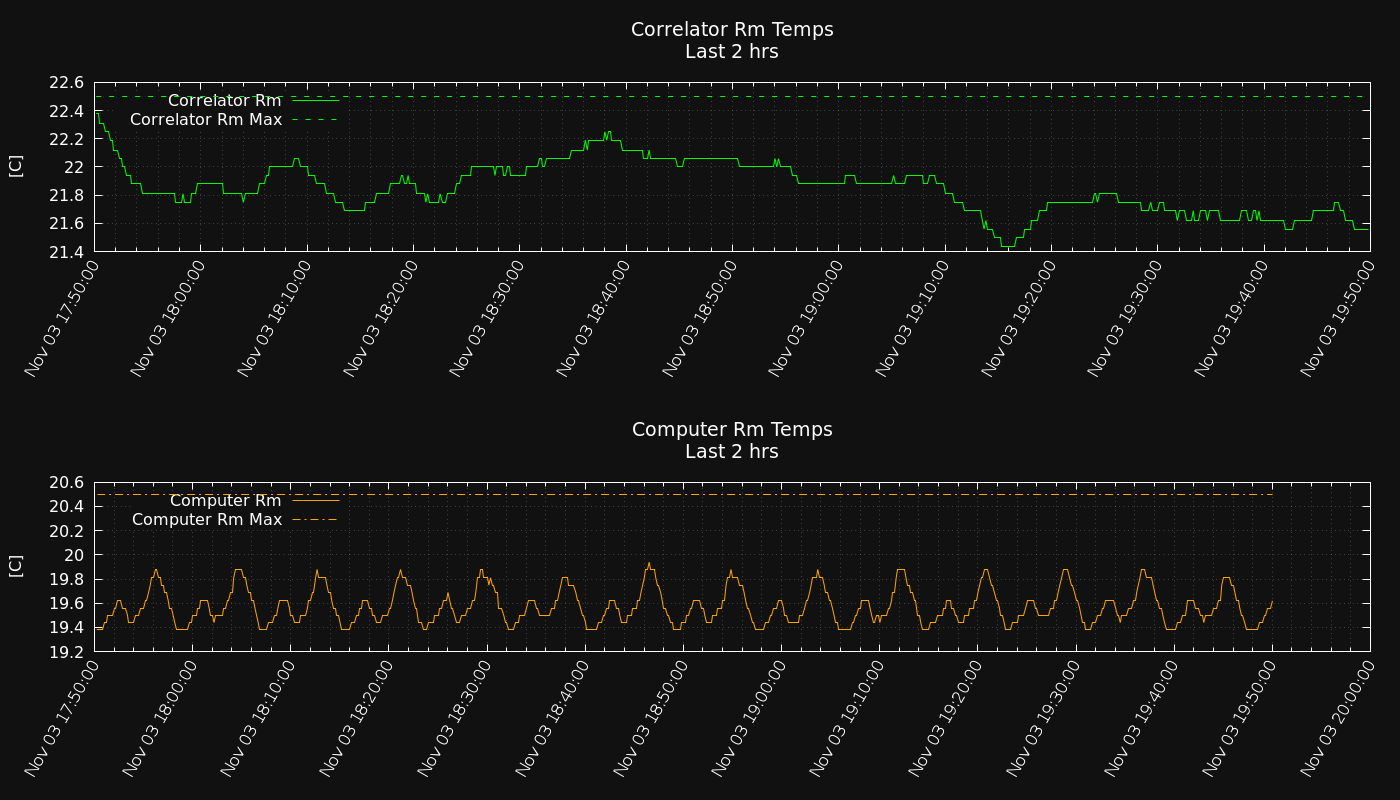 Correlator Rm Temps
Last 2 hrs
22.6
22.4
22.2
22
21.8
21.6
21.4
[C]
Correlator Rm
Correlator Rm Max
Nov 03 17:50:00
Nov 03 18:00:00
Nov 03 18:10:00
Nov 03 18:20:00
Nov 03 18:30:00
Nov 03 18:40:00
Nov 03 18:50:00
Nov 03 19:00:00
Nov 03 19:10:00
Nov 03 19:20:00
Nov 03 19:30:00
Nov 03 19:40:00
Nov 03 19:50:00
Computer Rm Temps
Last 2 hrs
20.6
20.4
20.2
20
19.8
19.6
19.4
19.2
[C]
Computer Rm
Computer Rm Max
Nov 03 17:50:00
Nov 03 18:00:00
Nov 03 18:10:00
Nov 03 18:20:00
Nov 03 18:30:00
Nov 03 18:40:00
Nov 03 18:50:00
Nov 03 19:00:00
Nov 03 19:10:00
Nov 03 19:20:00
Nov 03 19:30:00
Nov 03 19:40:00
Nov 03 19:50:00
Nov 03 20:00:00